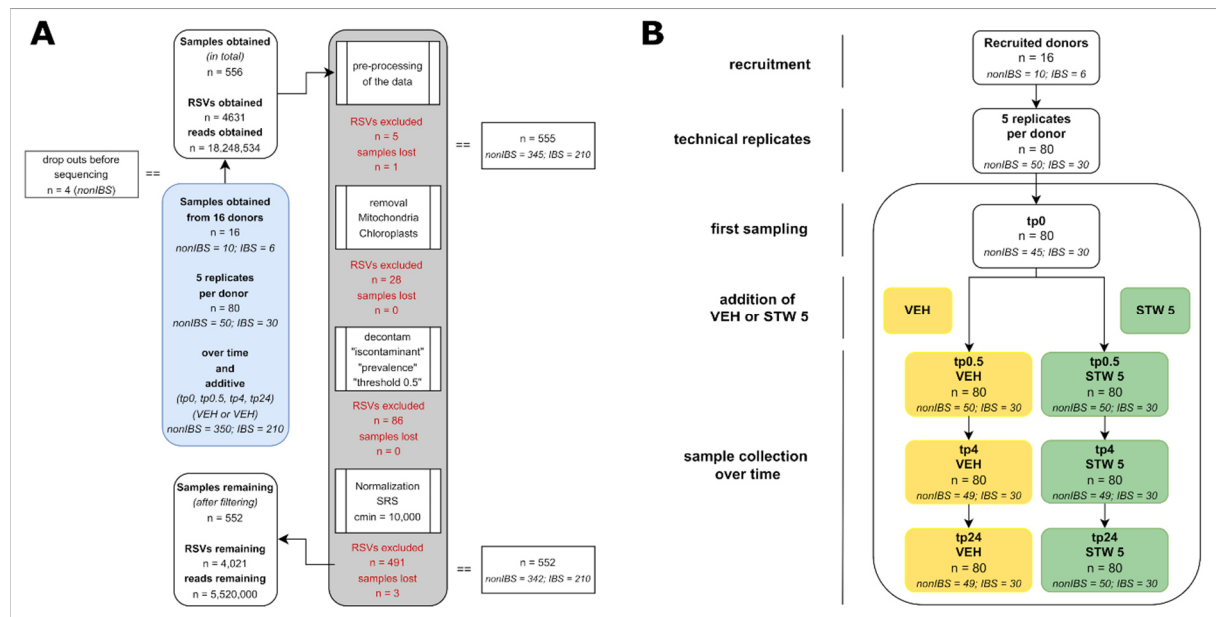 A
Samples obtained
(in total)
n = 556
RSVs obtained
n = 4631
reads obtained
n = 18,248,534
drop outs before
sequencing
n = 4 (nonIBS)
==
Samples obtained
from 16 donors
n = 16
nonIBS = 10; IBS = 6
5 replicates
per donor
n = 80
nonIBS = 50; IBS = 30
over time
and
additive
(tp0, tp0.5, tp4, tp24)
(VEH or VEH)
nonIBS = 350; IBS = 210
Samples remaining
(after filtering)
n = 552
RSVs remaining
n = 4,021
reads remaining
n = 5,520,000
pre-processing
of the data
RSVs excluded
n = 5
samples lost
n = 1
==
n = 555
nonIBS = 345; IBS = 210
removal
Mitochondria
Chloroplasts
RSVs excluded
n = 28
samples lost
n = 0
decontam
"iscontaminant"
"prevalence"
"threshold 0.5"
RSVs excluded
n = 86
samples lost
n = 0
Normalization
SRS
cmin = 10,000
RSVs excluded
n = 491
samples lost
n = 3
==
n = 552
nonIBS = 342; IBS = 210
B
recruitment
Recruited donors
n = 16
nonIBS = 10; IBS = 6
technical replicates
5 replicates
per donor
n = 80
nonIBS = 50; IBS = 30
first sampling
tp0
n = 80
nonIBS = 45; IBS = 30
addition of
VEH or STW 5
VEH
STW 5
sample collection
over time
tp0.5
VEH
n = 80
nonIBS = 50; IBS = 30
tp0.5
STW 5
n = 80
nonIBS = 50; IBS = 30
tp4
VEH
n = 80
nonIBS = 49; IBS = 30
tp4
STW 5
n = 80
nonIBS = 49; IBS = 30
tp24
VEH
n = 80
nonIBS = 49; IBS = 30
tp24
STW 5
n = 80
nonIBS = 50; IBS = 30